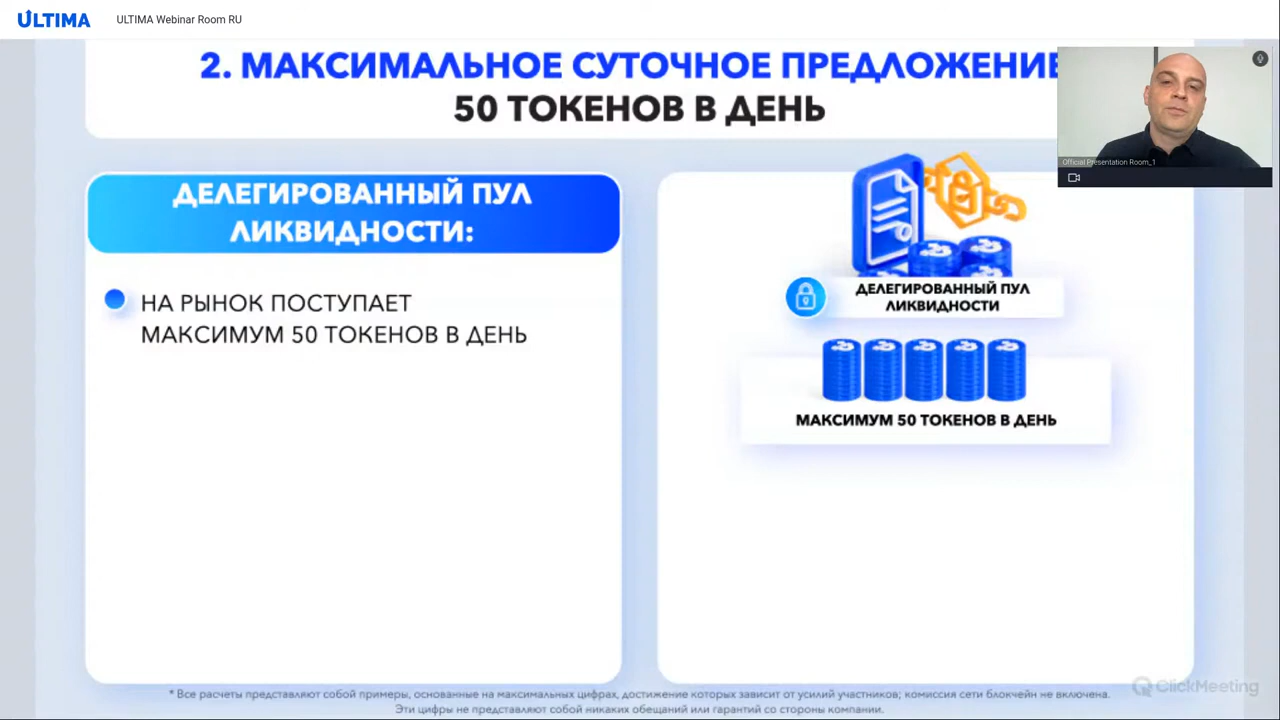 ULTIMA
ULTIMA Webinar Room RU
2. МАКСИМАЛЬНОЕ СУТОЧНОЕ ПРЕДЛОЖЕНИЕ
50 ТОКЕНОВ В ДЕНЬ
Official Presentation Room_1
ДЕЛЕГИРОВАННЫЙ ПУЛ
ЛИКВИДНОСТИ:
НА РЫНОК ПОСТУПАЕТ
МАКСИМУМ 50 ТОКЕНОВ В ДЕНЬ
ДЕЛЕГИРОВАННЫЙ ПУЛ
ЛИКВИДНОСТИ
МАКСИМУМ 50 ТОКЕНОВ В ДЕНЬ
* Все расчеты представляют собой примеры, основанные на максимальных цифрах, достижение которых зависит от усилий участников; комиссия сети блокчейн не включена.
Эти цифры не представляют собой никаких обещаний или гарантий со стороны компании.
ClickMeeting